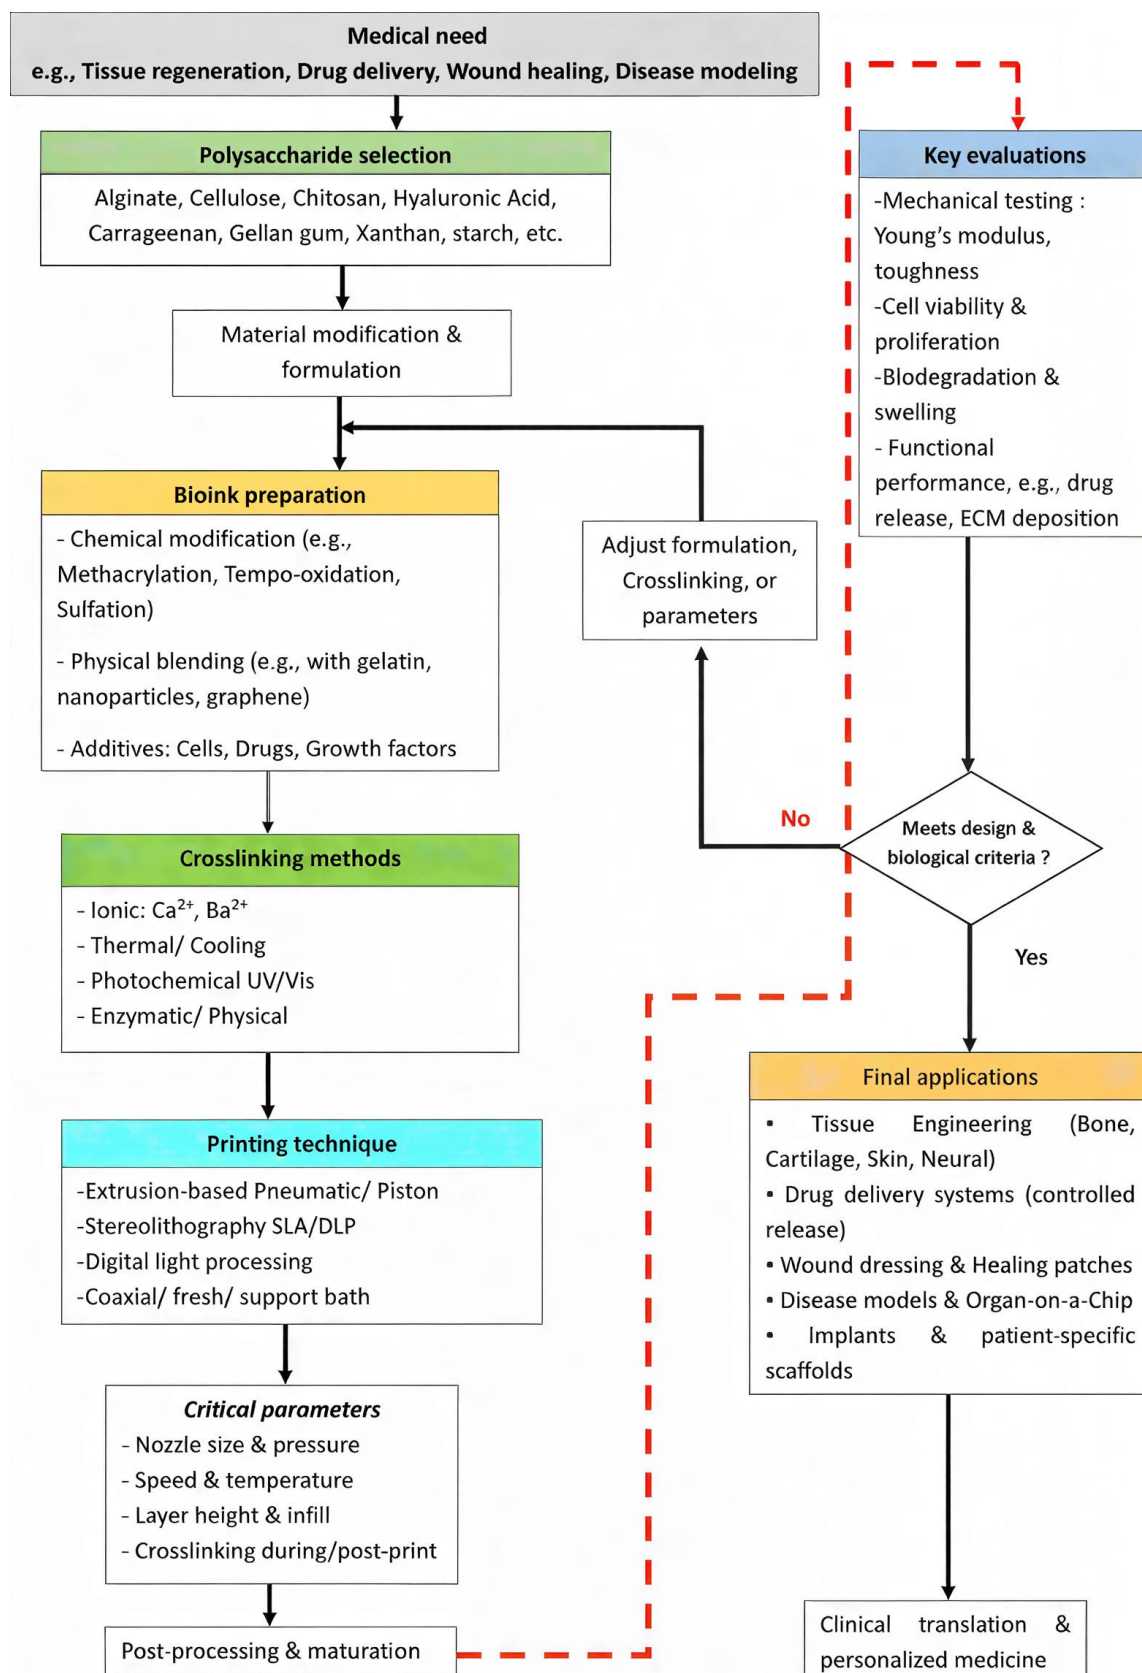 Medical need
e.g., Tissue regeneration, Drug delivery, Wound healing, Disease modeling
Polysaccharide selection
Alginate, Cellulose, Chitosan, Hyaluronic Acid,
Carrageenan, Gellan gum, Xanthan, starch, etc.
Material modification &
formulation
Bioink preparation
- Chemical modification (e.g.,
Methacrylation, Tempo-oxidation,
Sulfation)
- Physical blending (e.g., with gelatin,
nanoparticles, graphene)
- Additives: Cells, Drugs, Growth factors
Crosslinking methods
- Ionic: Ca²⁺, Ba²⁺
- Thermal/ Cooling
- Photochemical UV/Vis
- Enzymatic/ Physical
Printing technique
-Extrusion-based Pneumatic/ Piston
-Stereolithography SLA/DLP
-Digital light processing
-Coaxial/ fresh/ support bath
Critical parameters
- Nozzle size & pressure
- Speed & temperature
- Layer height & infill
- Crosslinking during/post-print
Post-processing & maturation
Adjust formulation,
Crosslinking, or
parameters
Key evaluations
-Mechanical testing :
Young's modulus,
toughness
-Cell viability &
proliferation
-Blodegradation &
swelling
- Functional
performance, e.g., drug
release, ECM deposition
No
Meets design &
biological criteria ?
Yes
Final applications
▪ Tissue Engineering (Bone,
Cartilage, Skin, Neural)
▪ Drug delivery systems (controlled
release)
▪ Wound dressing & Healing patches
▪ Disease models & Organ-on-a-Chip
▪ Implants & patient-specific
scaffolds
Clinical translation &
personalized medicine